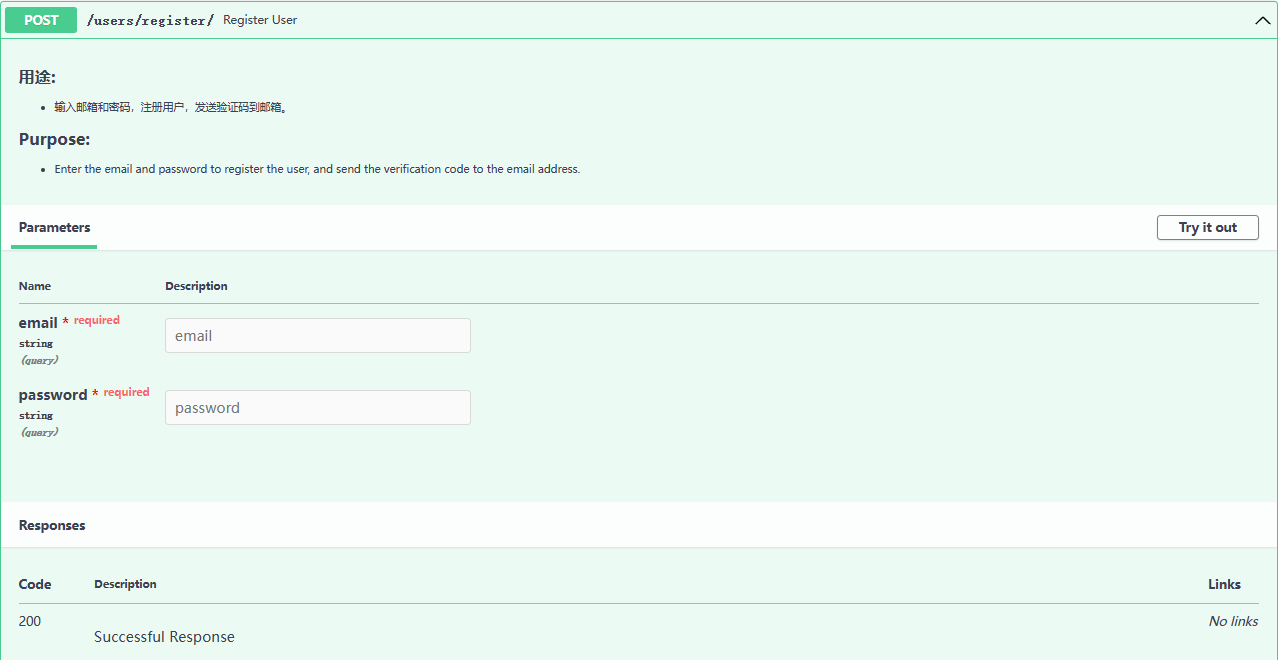 POST /users/register/ Register User
用途:
• 输入邮箱和密码，注册用户，发送验证码到邮箱。
Purpose:
• Enter the email and password to register the user, and send the verification code to the email address.
Parameters Try it out
Name Description
email * required
string
(query)
email
password * required
string
(query)
password
Responses
Code Description Links
200 No links
Successful Response